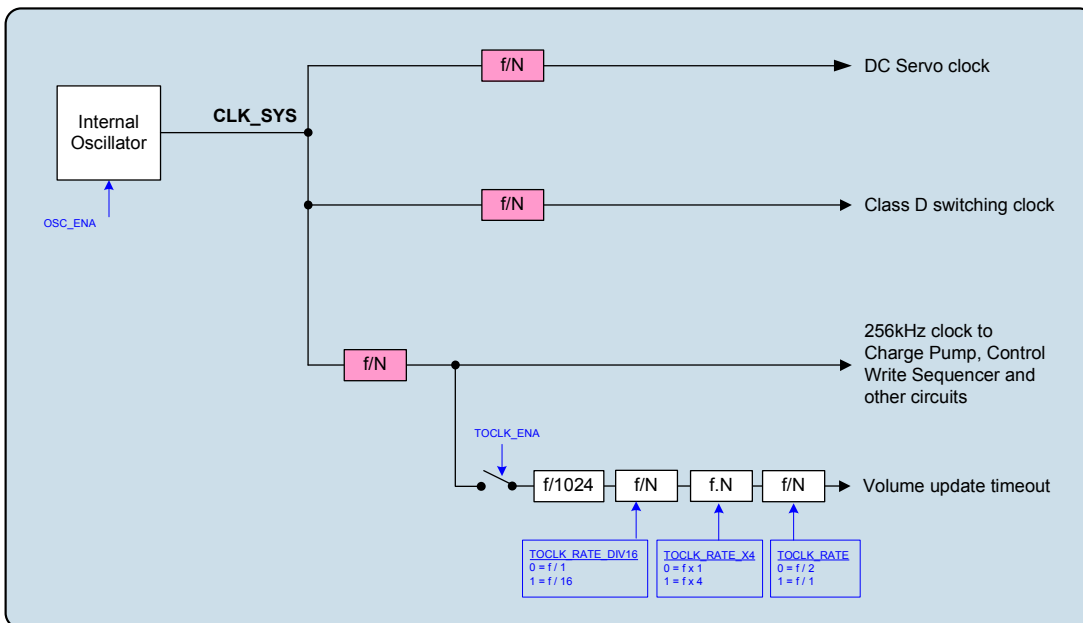 f/N
DC Servo clock
Internal
Oscillator
CLK_SYS
OSC_ENA
f/N
Class D switching clock
f/N
256kHz clock to
Charge Pump, Control
Write Sequencer and
other circuits
TOCLK_ENA
f/1024
f/N
f.N
f/N
Volume update timeout
TOCLK_RATE_DIV16
0 = f / 1
1 = f / 16
TOCLK_RATE_X4
0 = f x 1
1 = f x 4
TOCLK_RATE
0 = f / 2
1 = f / 1